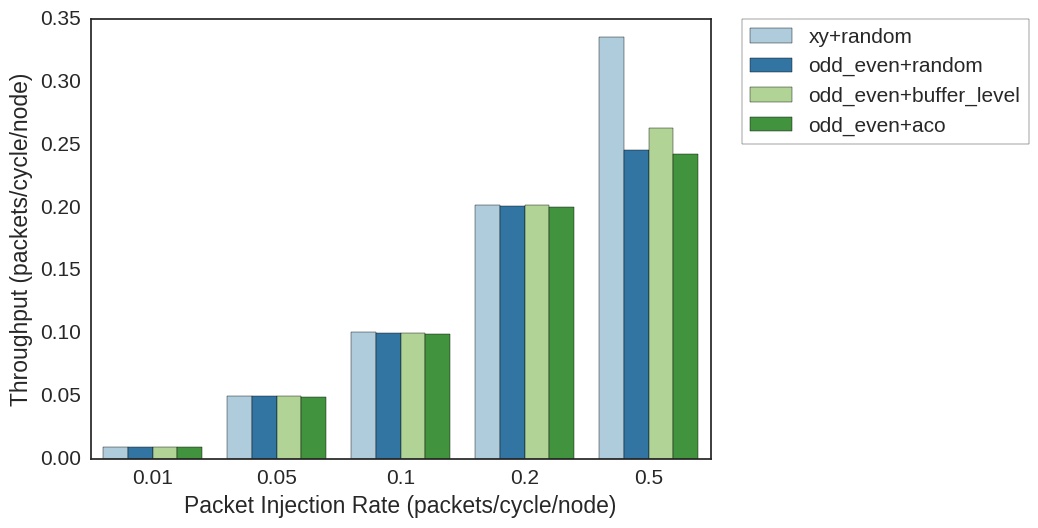 0.35
0.30
0.25
0.20
0.15
0.10
0.05
0.00
Throughput (packets/cycle/node)
0.01 0.05 0.1 0.2 0.5
Packet Injection Rate (packets/cycle/node)
xy+random
odd_even+random
odd_even+buffer_level
odd_even+aco